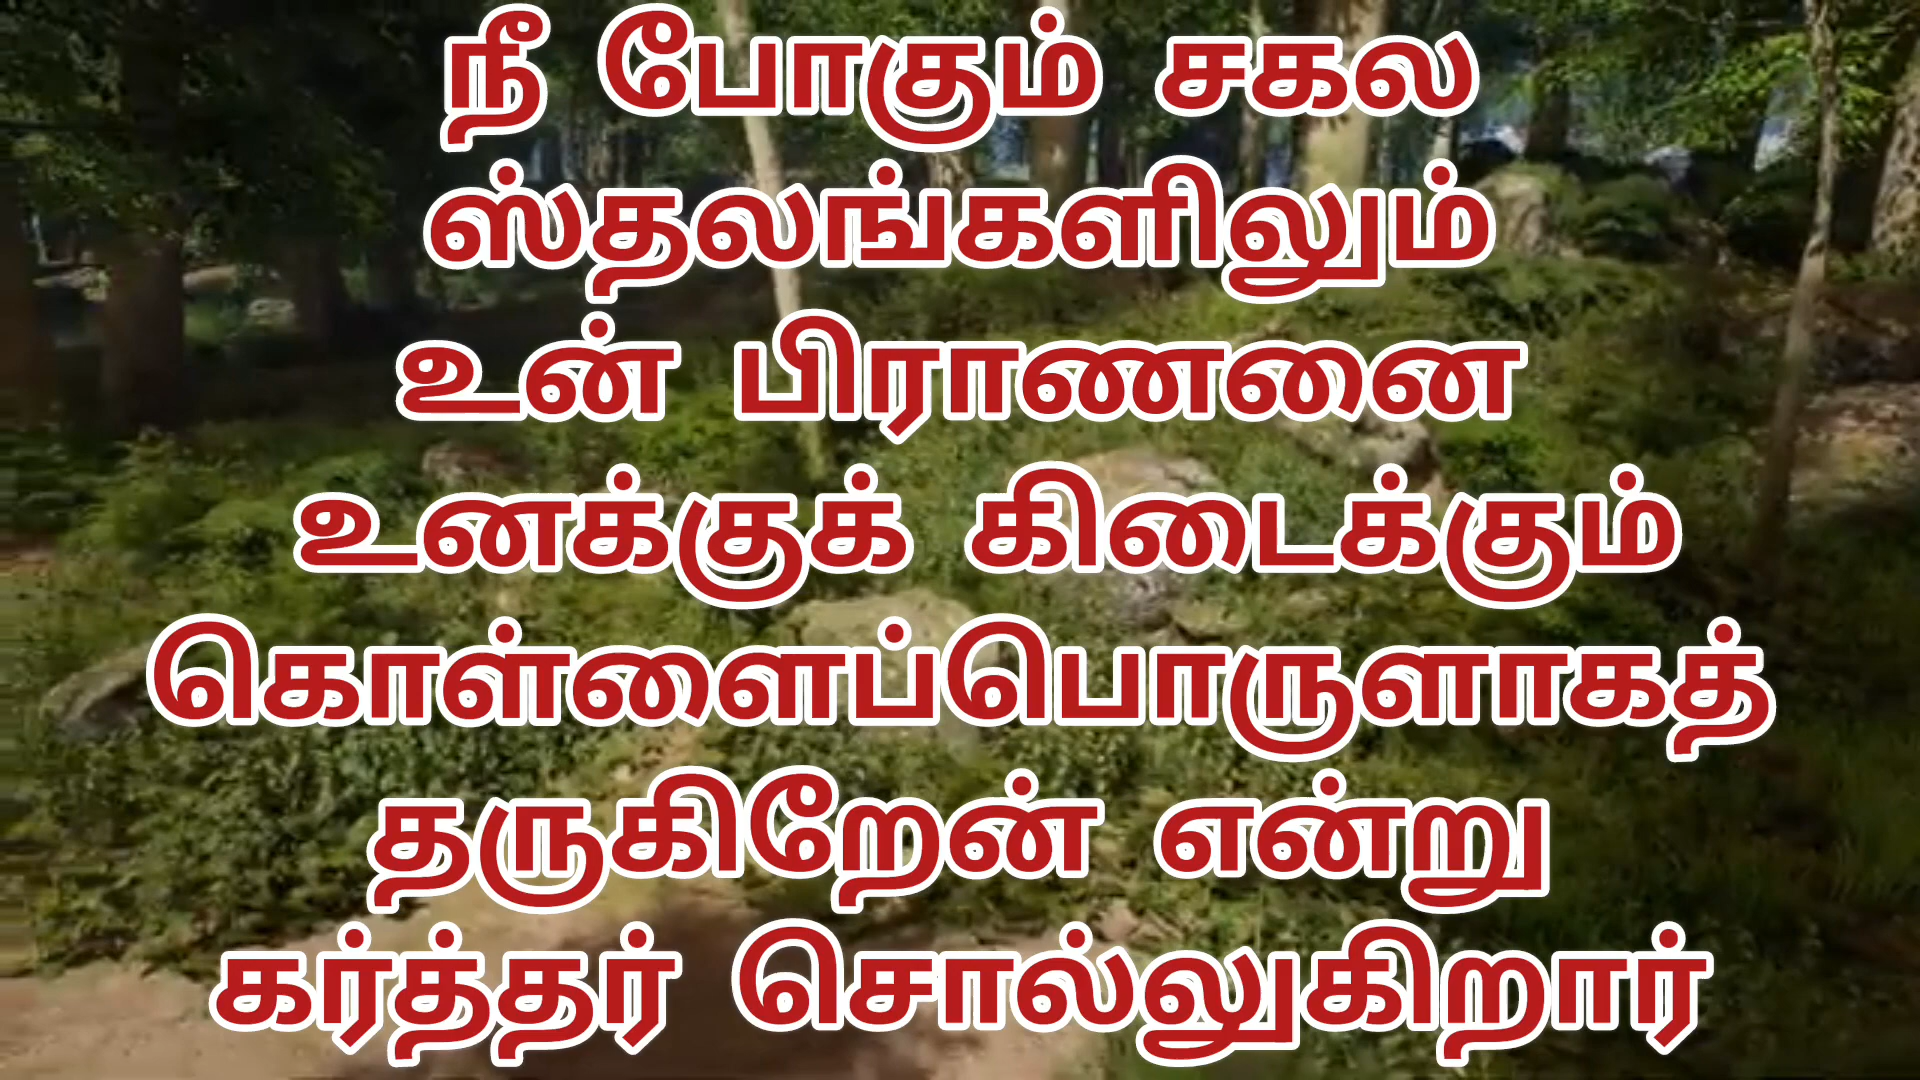 நீ போகும் சகல
ஸ்தலங்களிலும்
உன் பிராணனை
உனக்குக் கிடைக்கும்
கொள்ளைப்பொருளாகத்
தருகிறேன் என்று
கர்த்தர் சொல்லுகிறார்